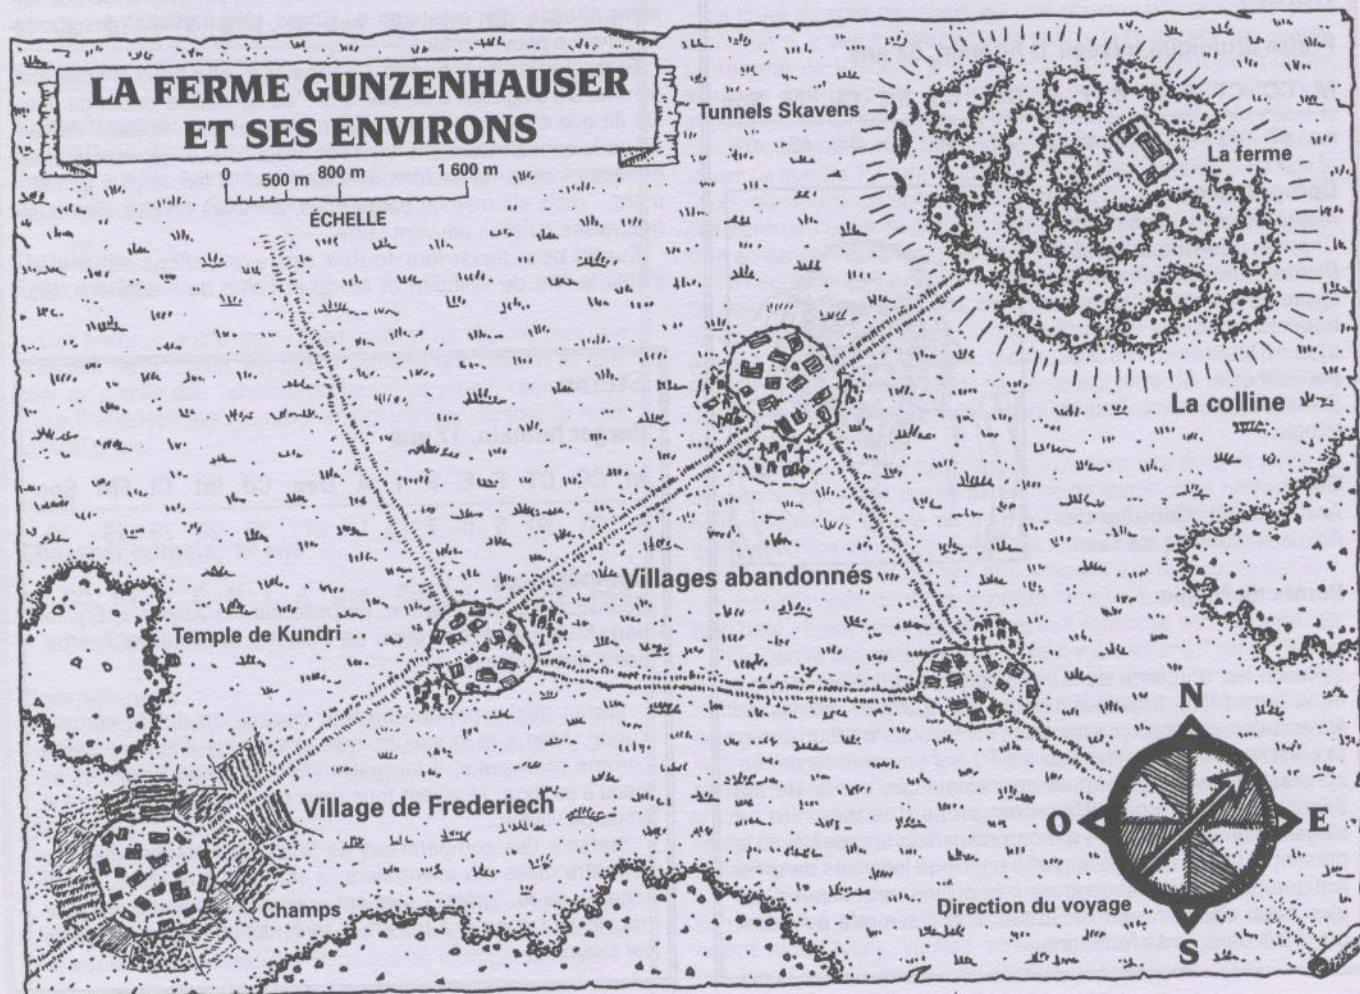 LA FERME GUNZENHAUSER
ET SES ENVIRONS
0 500 m 800 m 1 600 m
ÉCHELLE
Tunnels Skavens
La ferme
La colline
Villages abandonnés
Temple de Kundri
Village de Frederiech
Champs
Direction du voyage
N
O
E
S